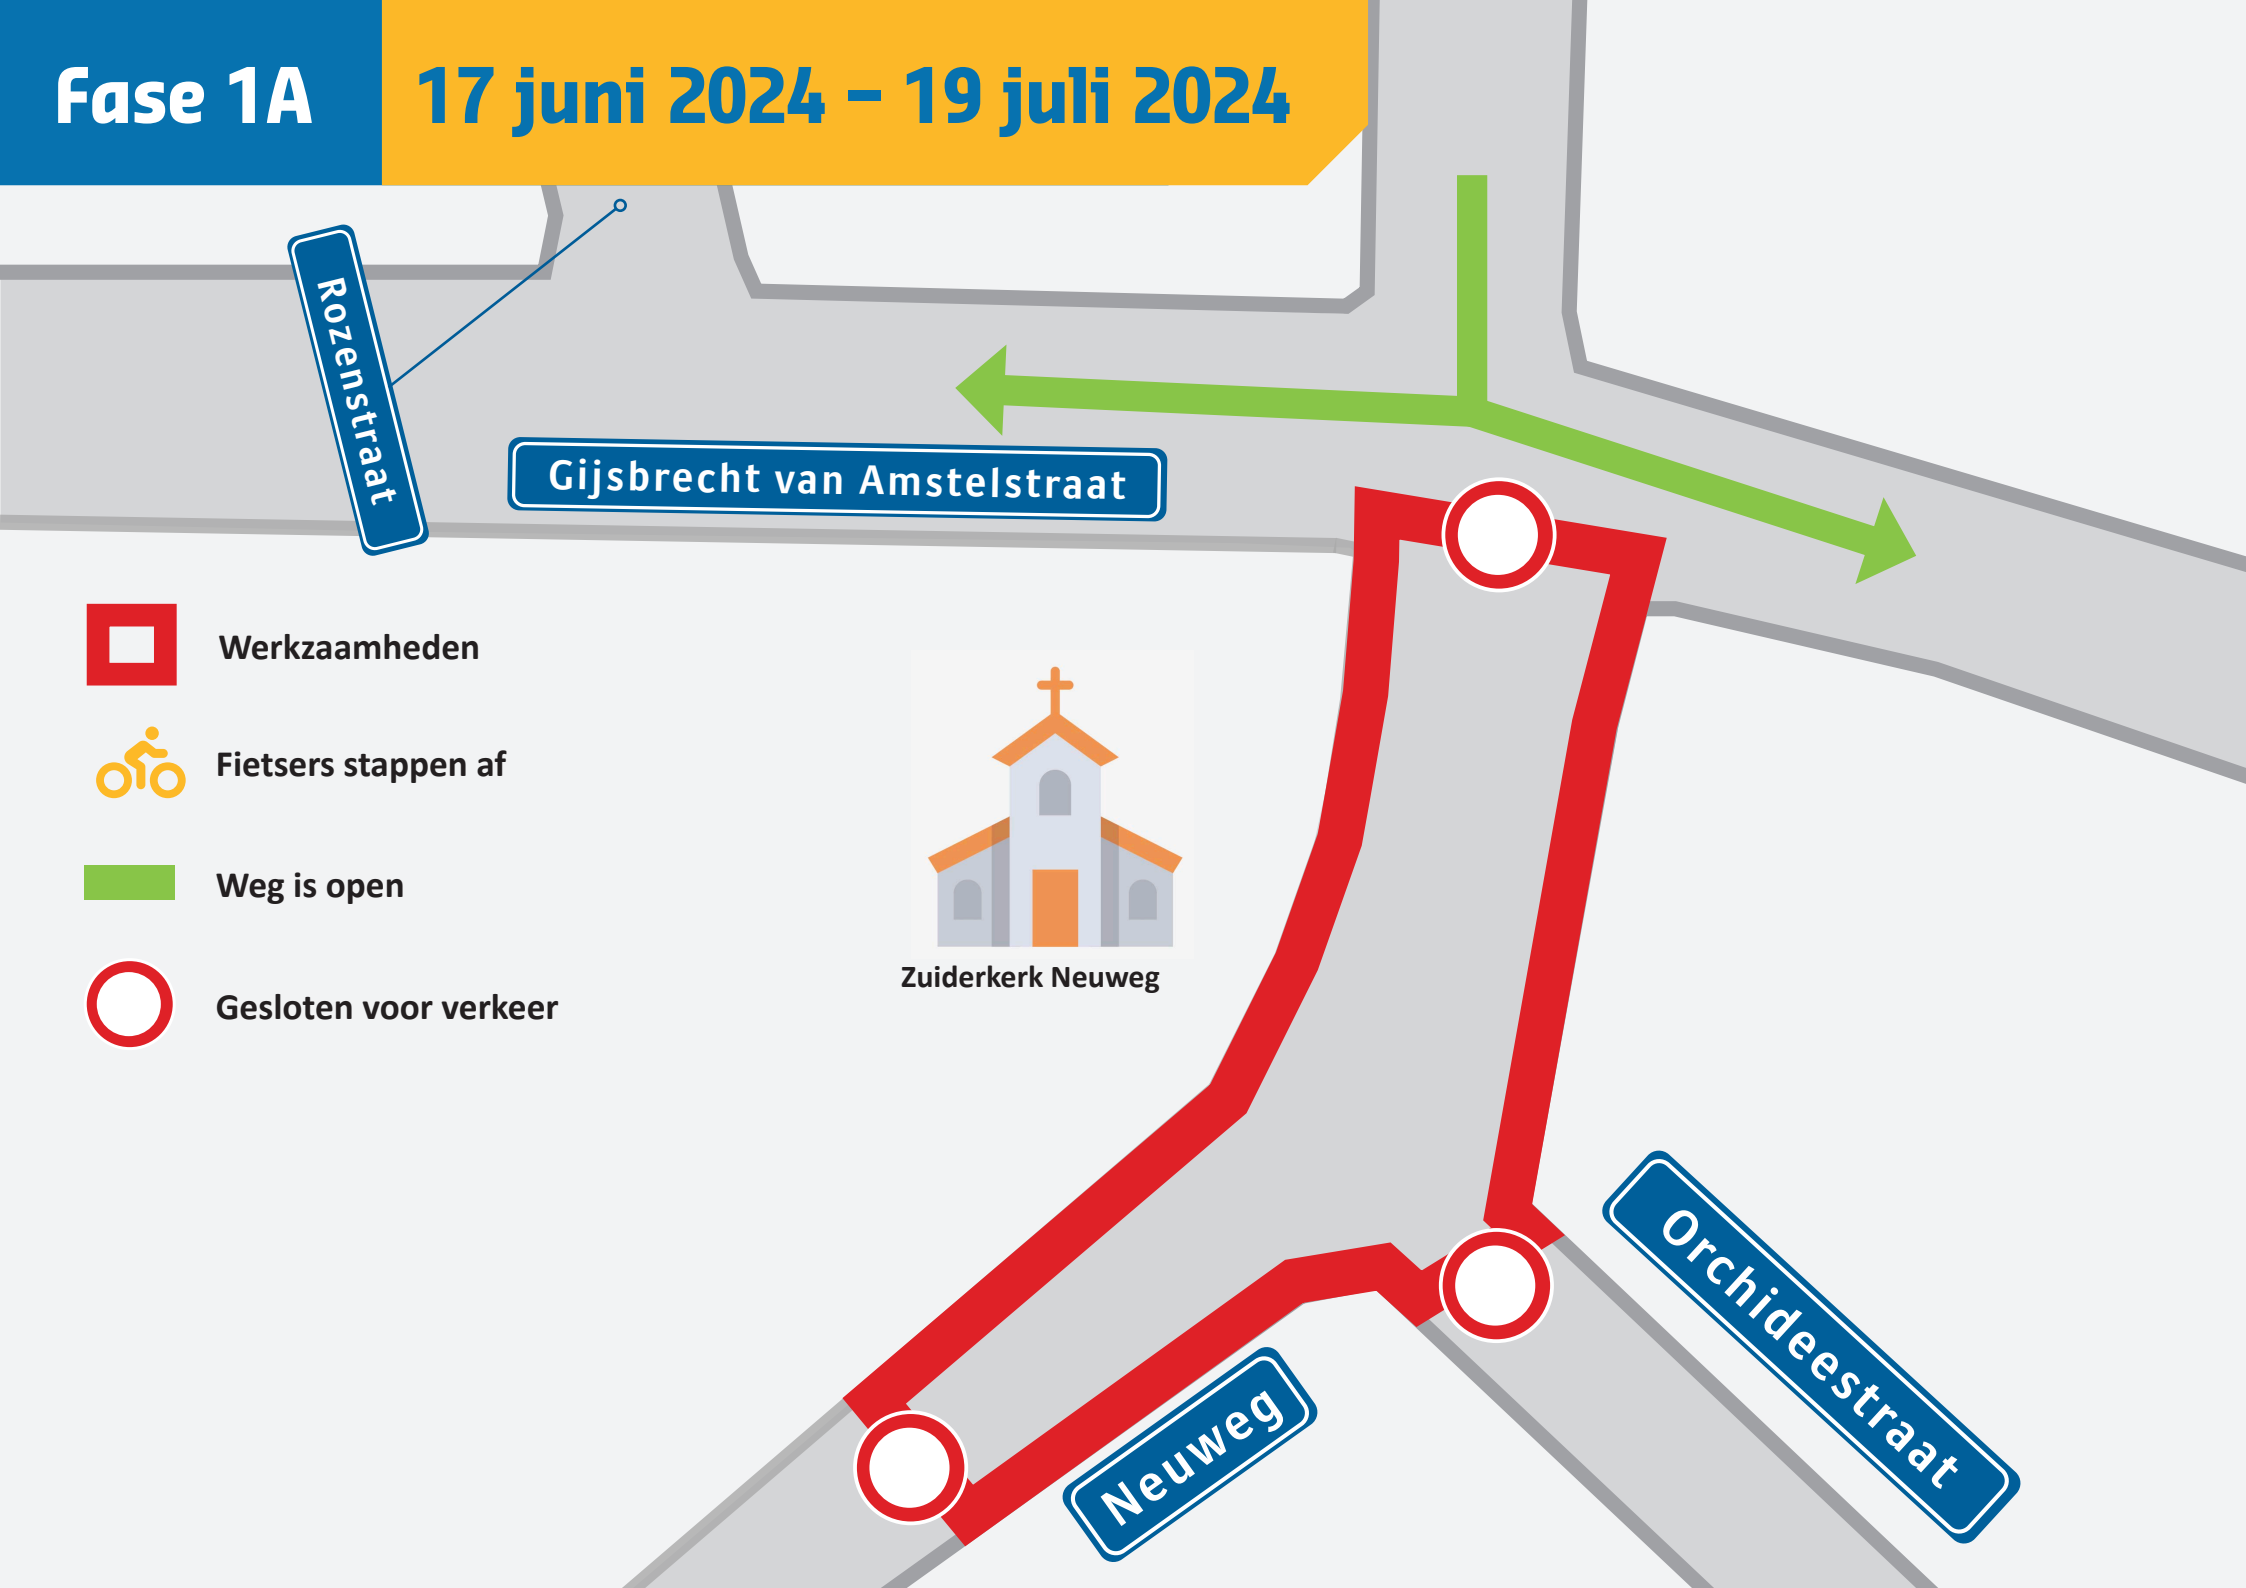 Fase 1A
17 juni 2024 – 19 juli 2024
Rozenstraat
Gijsbrecht van Amstelstraat
Werkzaamheden
Fietsers stappen af
Weg is open
Gesloten voor verkeer
Zuiderkerk Neuweg
Orchideestraat
Neuweg